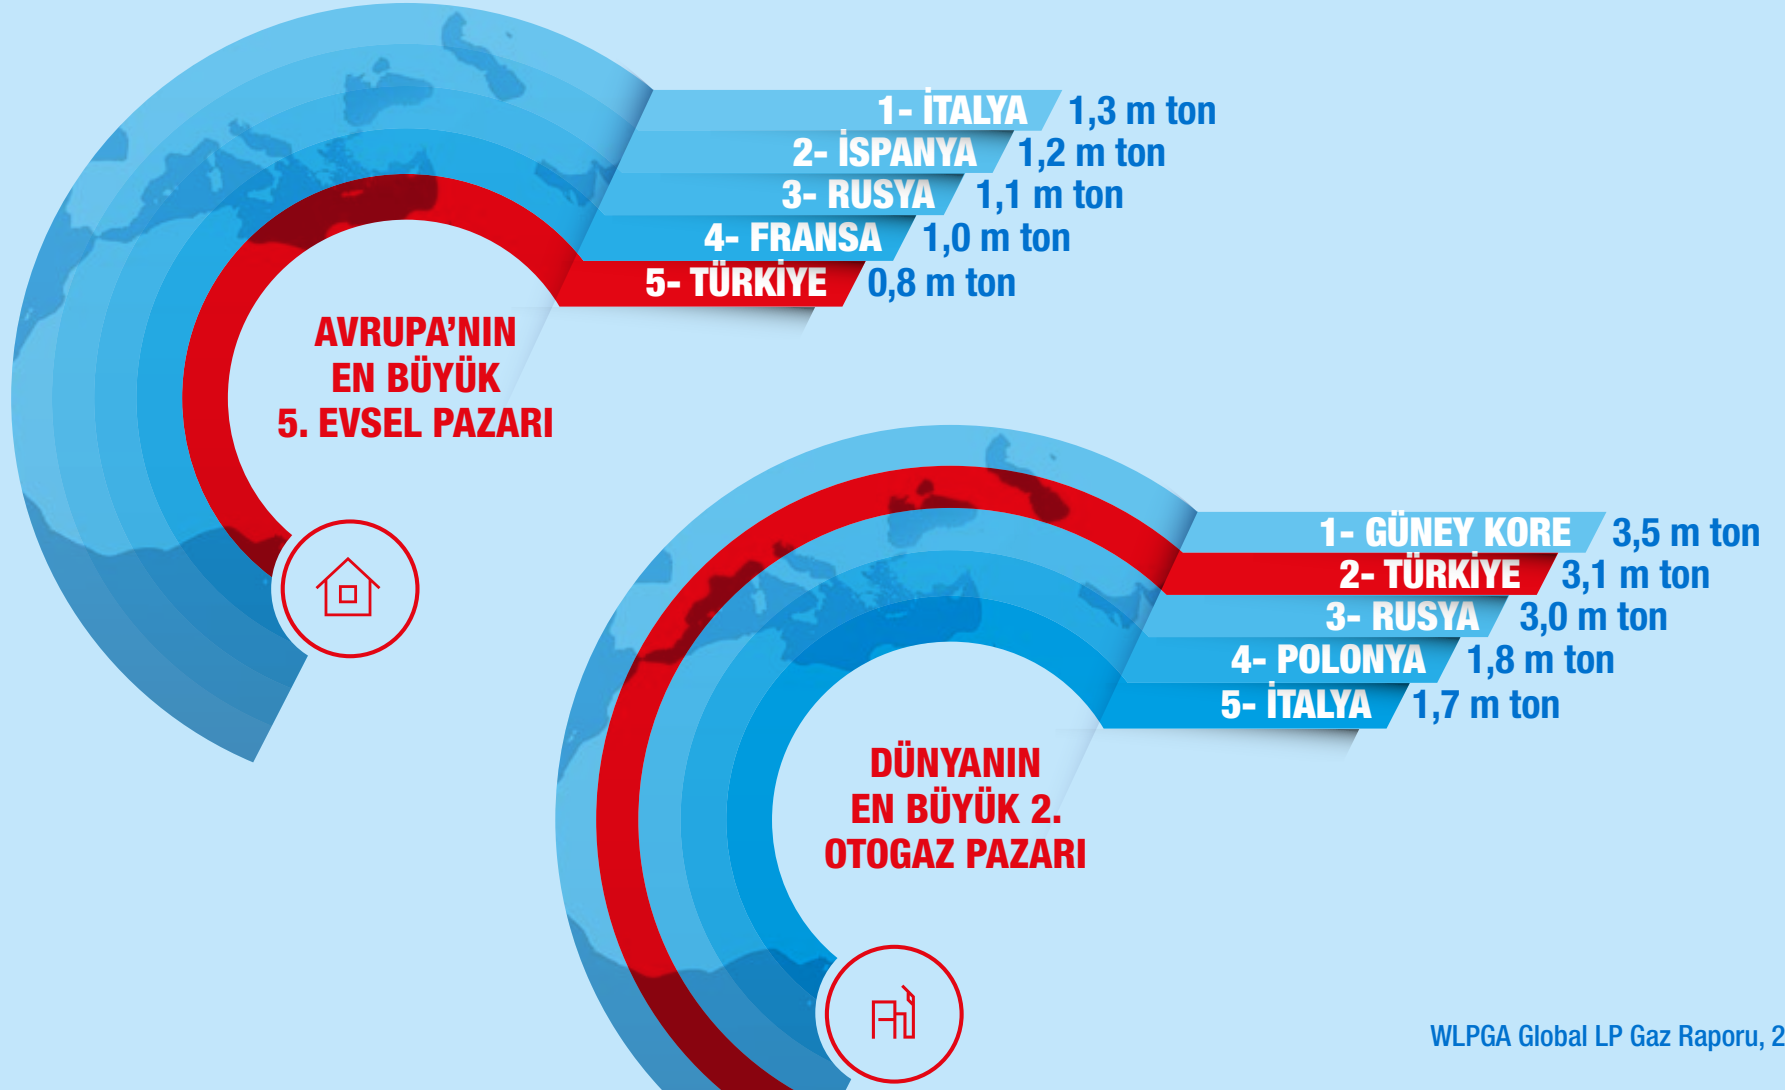 1- İTALYA 1,3 m ton
2- İSPANYA 1,2 m ton
3- RUSYA 1,1 m ton
4- FRANSA 1,0 m ton
5- TÜRKİYE 0,8 m ton
AVRUPA’NIN
EN BÜYÜK
5. EVSEL PAZARI
1- GÜNEY KORE 3,5 m ton
2- TÜRKİYE 3,1 m ton
3- RUSYA 3,0 m ton
4- POLONYA 1,8 m ton
5- İTALYA 1,7 m ton
DÜNYANIN
EN BÜYÜK 2.
OTOGAZ PAZARI
WLPGA Global LP Gaz Raporu,